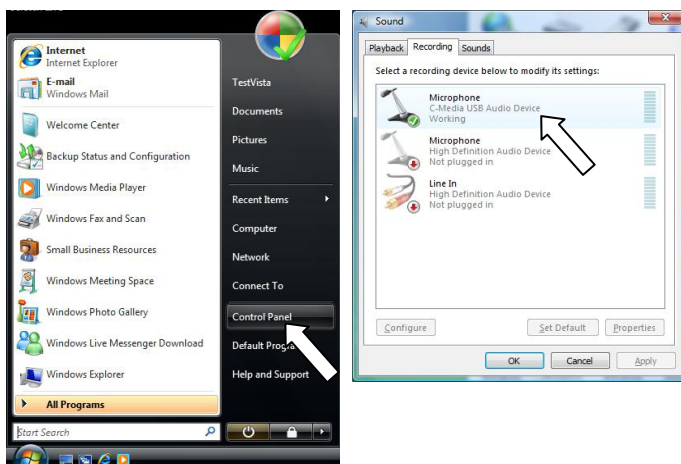 Internet
Internet Explorer
E-mail
Windows Mail
Welcome Center
Backup Status and Configuration
Windows Media Player
Windows Fax and Scan
Small Business Resources
Windows Meeting Space
Windows Photo Gallery
Windows Live Messenger Download
Windows Explorer
All Programs
Start Search
TestVista
Documents
Pictures
Music
Recent Items
Computer
Network
Connect To
Control Panel
Default
Help and Support
Sound
Playback Recording Sounds
Select a recording device below to modify its settings:
Microphone
C-Media USB Audio Device
Working
Microphone
High Definition Audio Device
Not plugged in
Line In
High Definition Audio Device
Not plugged in
Configure Set Default Properties
OK Cancel Apply